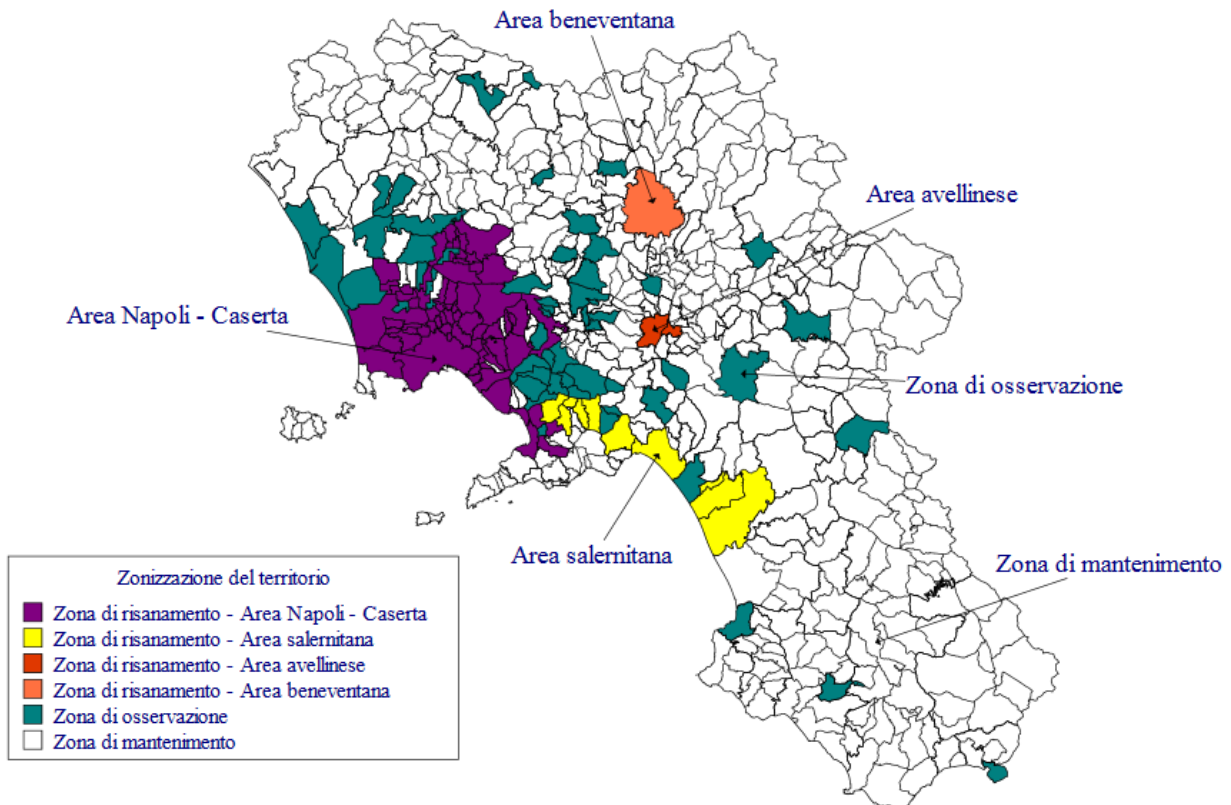 Area beneventana
Area avellinese
Area Napoli - Caserta
Zona di osservazione
Area salernitana
Zona di mantenimento
Zonizzazione del territorio
Zona di risanamento - Area Napoli - Caserta
Zona di risanamento - Area salernitana
Zona di risanamento - Area avellinese
Zona di risanamento - Area beneventana
Zona di osservazione
Zona di mantenimento